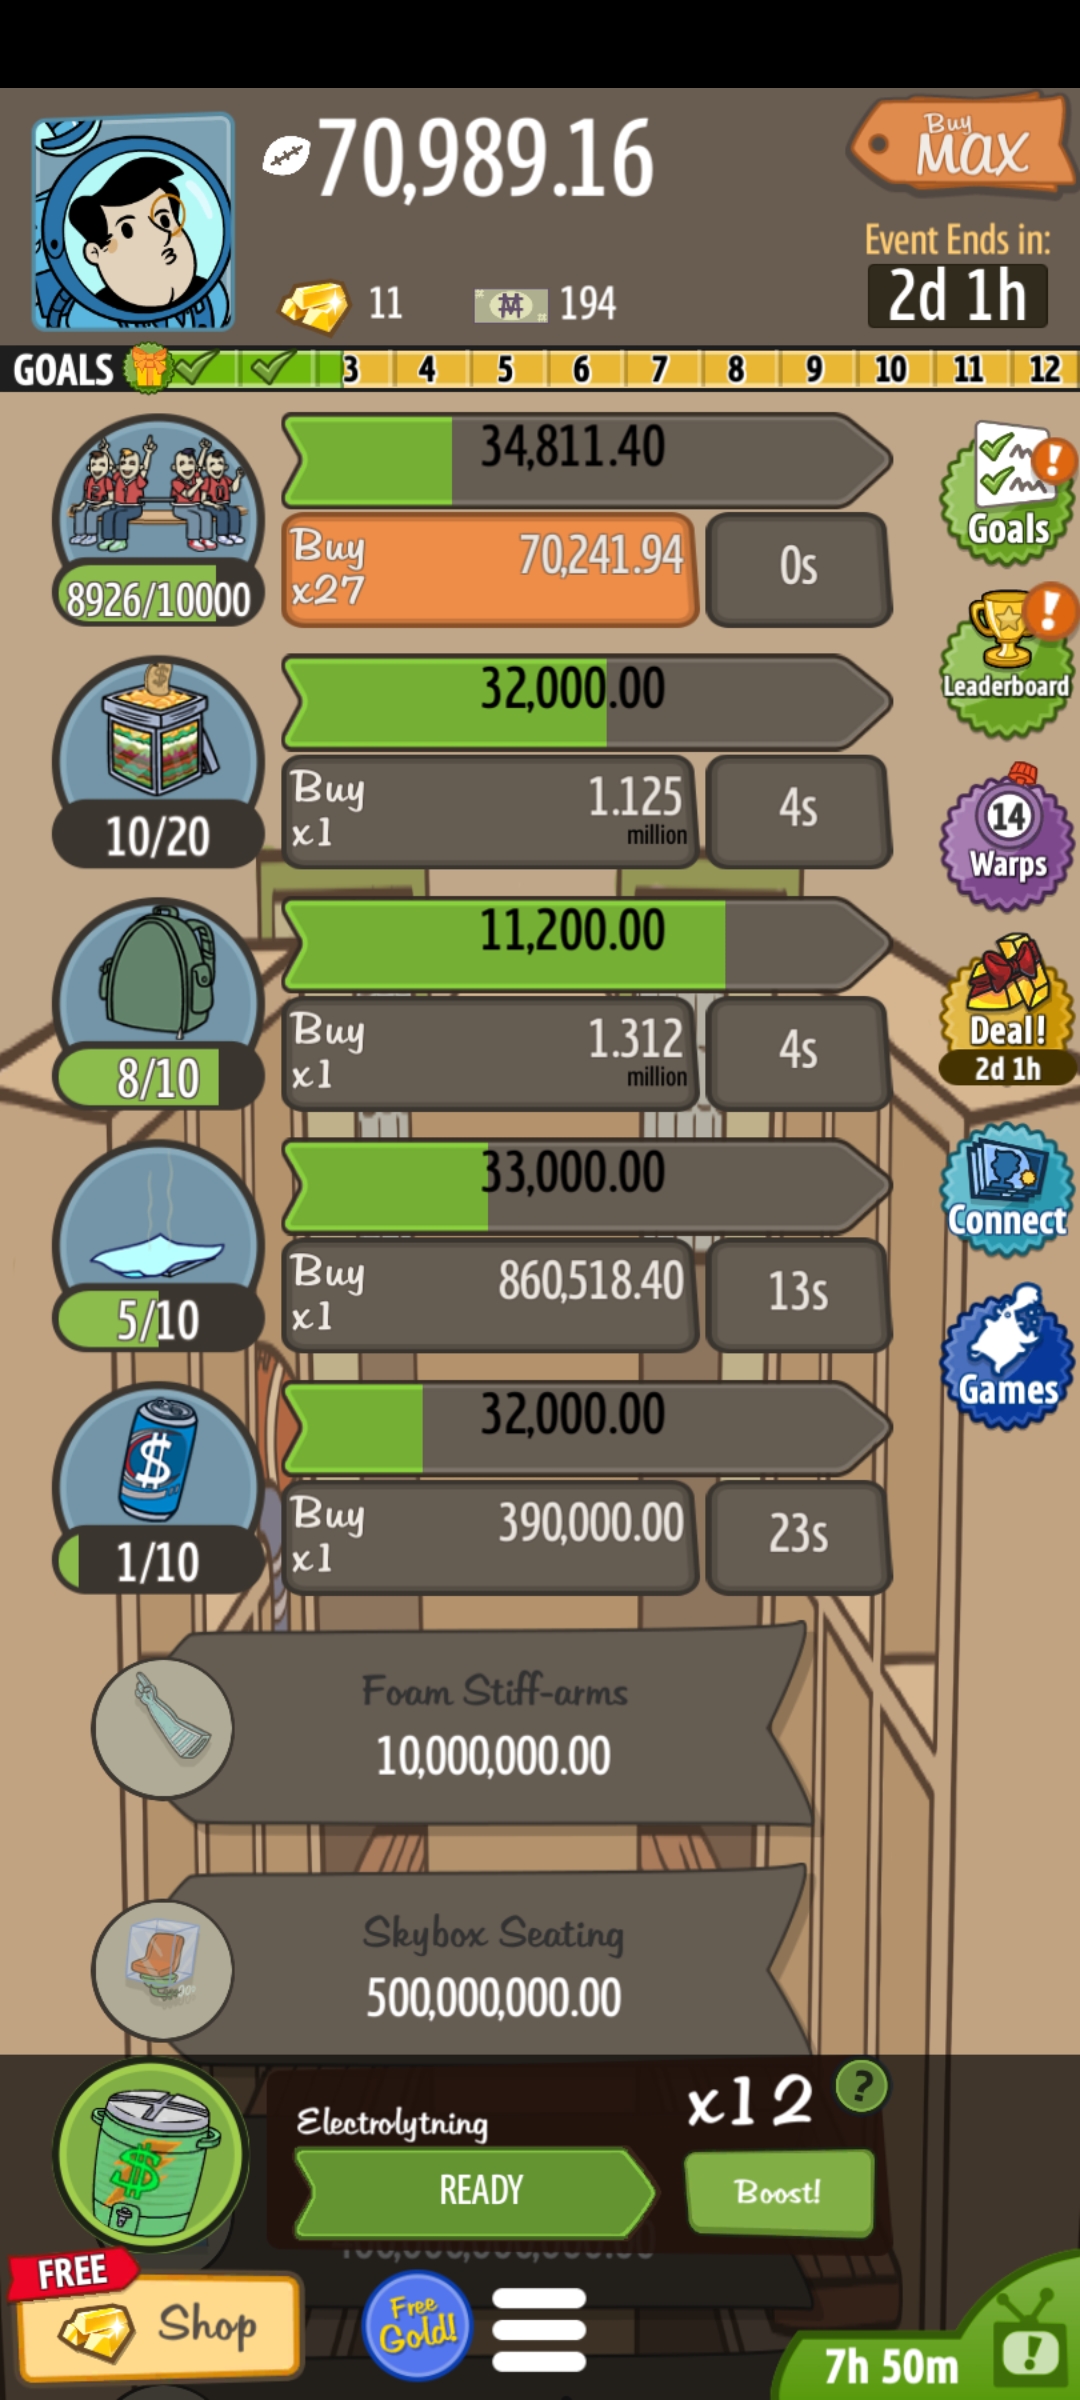 70,989.16
Buy
MAX
Event Ends in:
2d 1h
11
194
GOALS
3 4 5 6 7 8 9 10 11 12
34,811.40
Buy
x27
70,241.94
0s
8926/10000
Goals
32,000.00
Buy
x1
1.125
million
4s
10/20
Leaderboard
11,200.00
Buy
x1
1.312
million
4s
8/10
14
Warps
Deal!
2d 1h
33,000.00
Buy
x1
860,518.40
13s
5/10
Connect
32,000.00
Buy
x1
390,000.00
23s
1/10
Games
Foam Stiff-arms
10,000,000.00
Skybox Seating
500,000,000.00
Electrolytning
x12
?
READY
Boost!
FREE
Shop
Free
Gold!
7h 50m